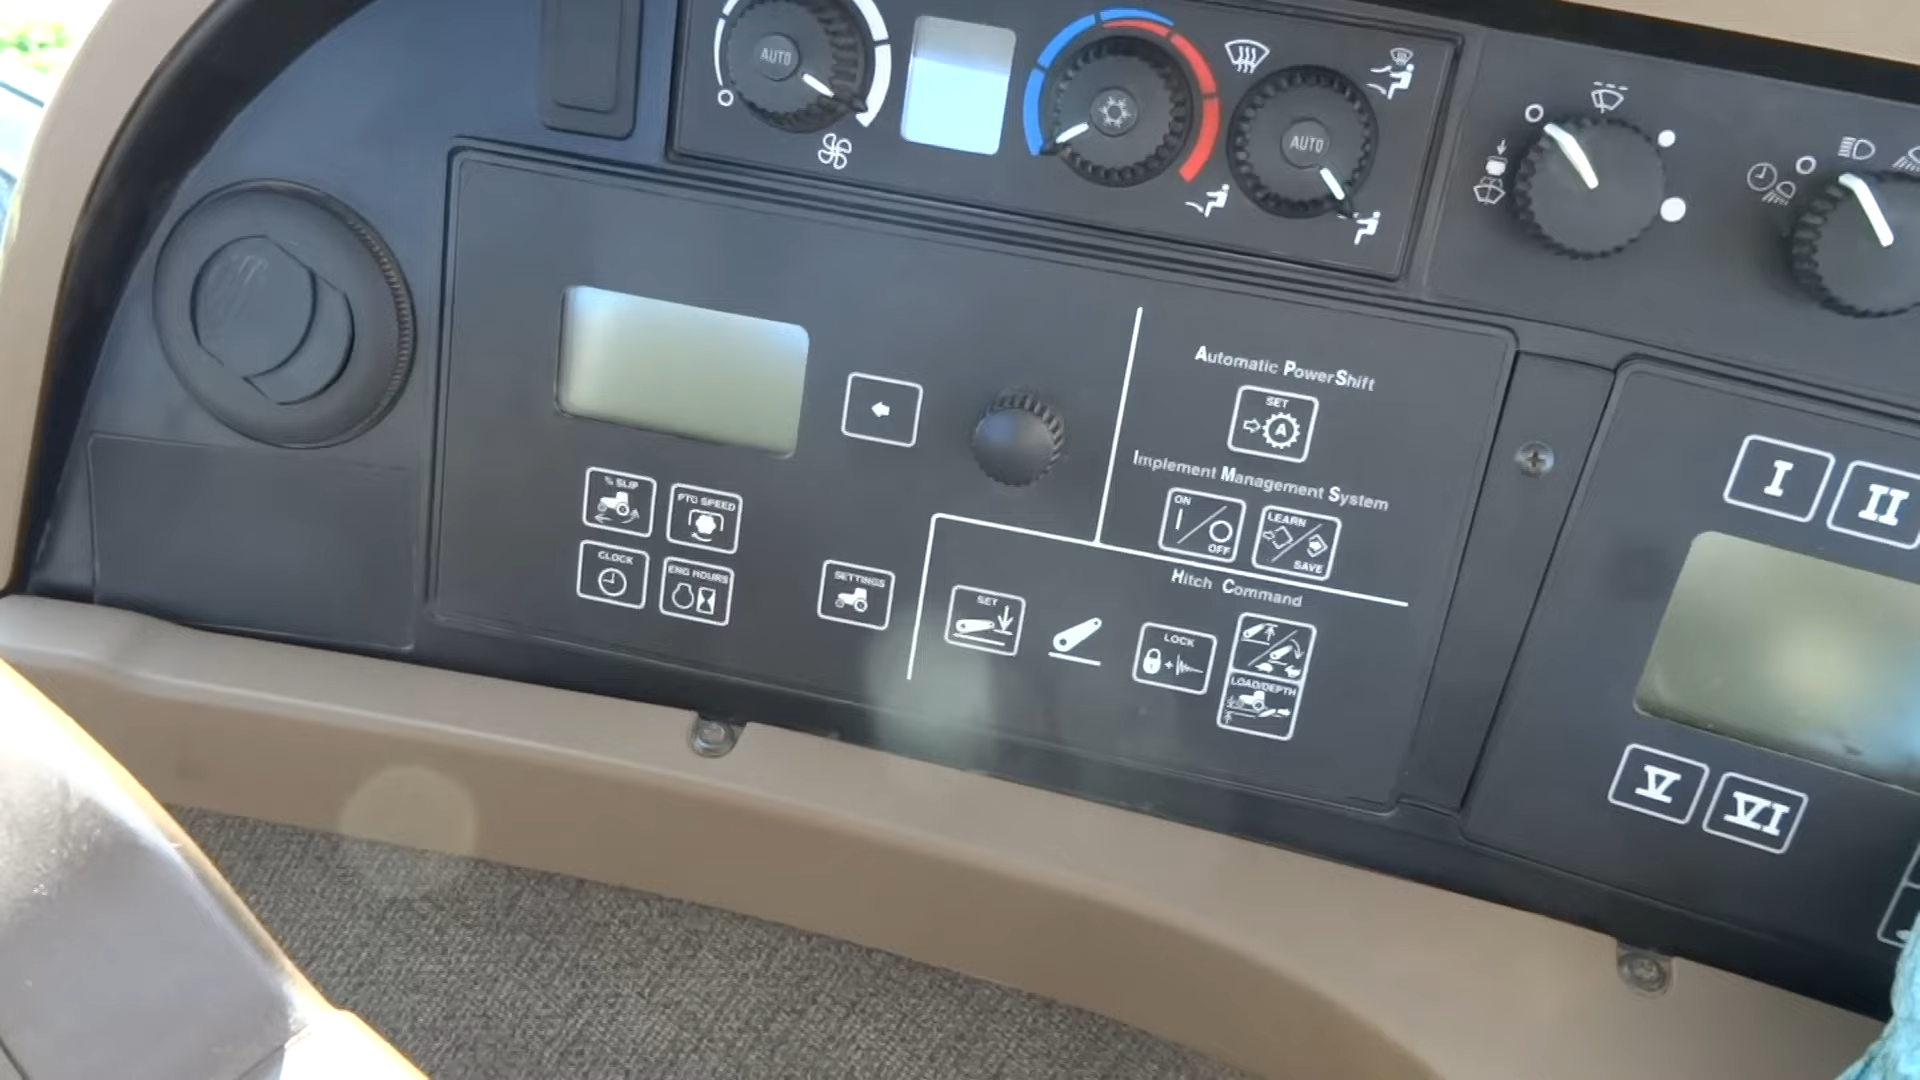 AUTO
AUTO
Automatic PowerShift
SET
A
Implement Management System
ON
OFF
LEARN
SAVE
Hitch Command
% SLIP
PTO SPEED
CLOCK
ENG HOURS
SETTINGS
SET
LOCK
LOAD/DEPTH
I
II
V
VI